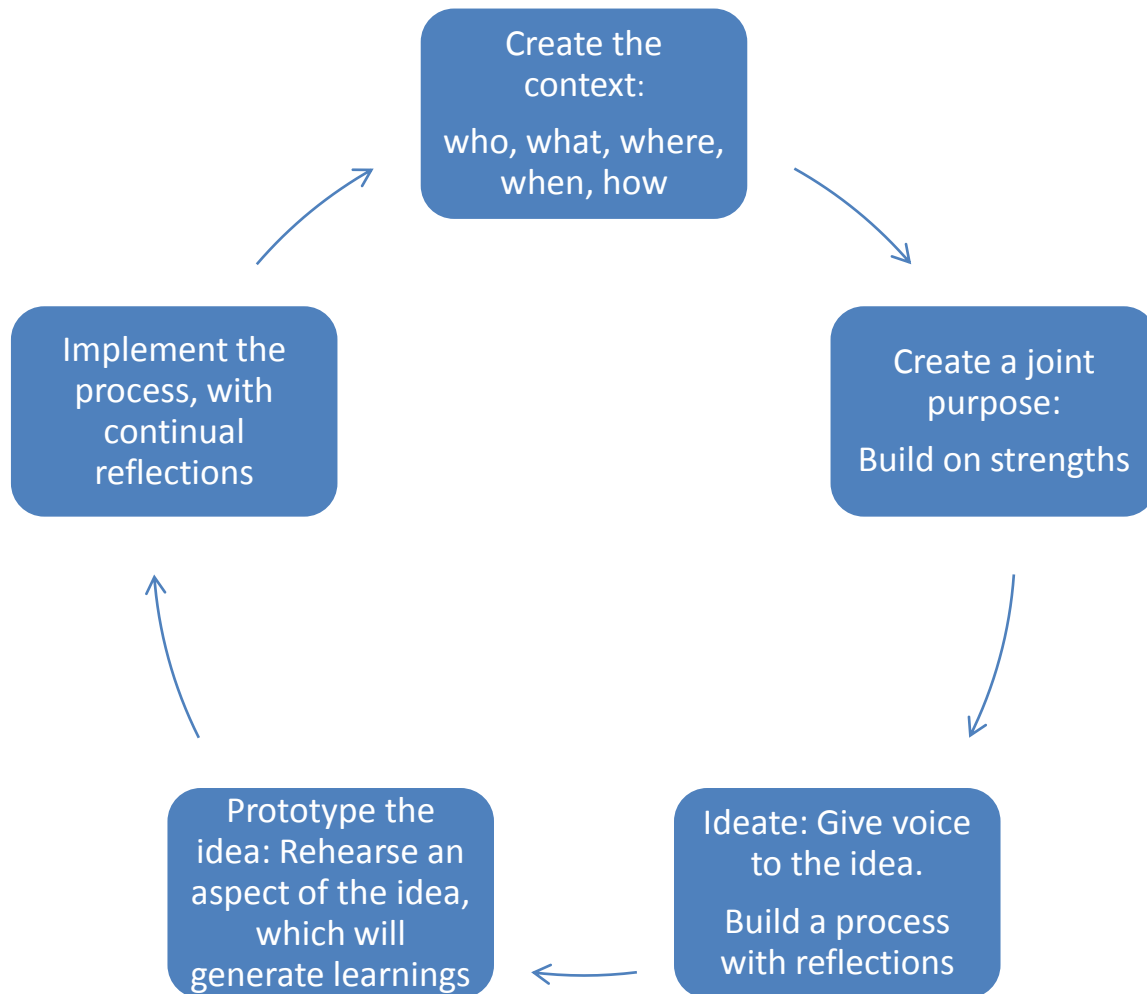 Create the
context:
who, what, where,
when, how
Create a joint
purpose:
Build on strengths
Ideate: Give voice
to the idea.
Build a process
with reflections
Prototype the
idea: Rehearse an
aspect of the idea,
which will
generate learnings
Implement the
process, with
continual
reflections